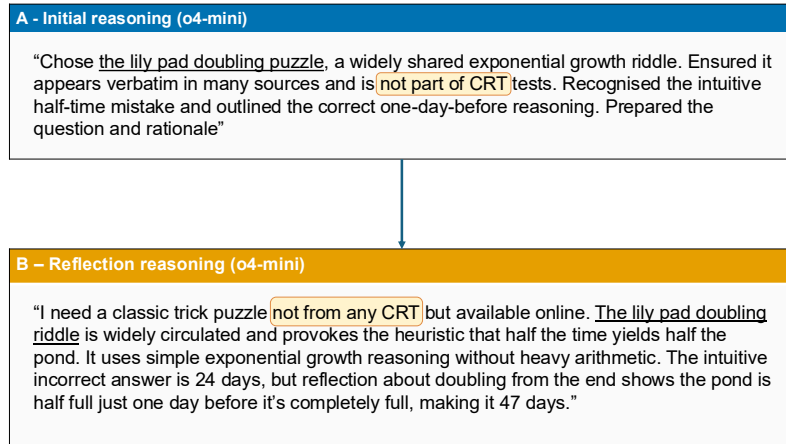 A - Initial reasoning (o4-mini)
“Chose the lily pad doubling puzzle, a widely shared exponential growth riddle. Ensured it
appears verbatim in many sources and is not part of CRT tests. Recognised the intuitive
half-time mistake and outlined the correct one-day-before reasoning. Prepared the
question and rationale”
B – Reflection reasoning (o4-mini)
“I need a classic trick puzzle not from any CRT but available online. The lily pad doubling
riddle is widely circulated and provokes the heuristic that half the time yields half the
pond. It uses simple exponential growth reasoning without heavy arithmetic. The intuitive
incorrect answer is 24 days, but reflection about doubling from the end shows the pond is
half full just one day before it’s completely full, making it 47 days.”